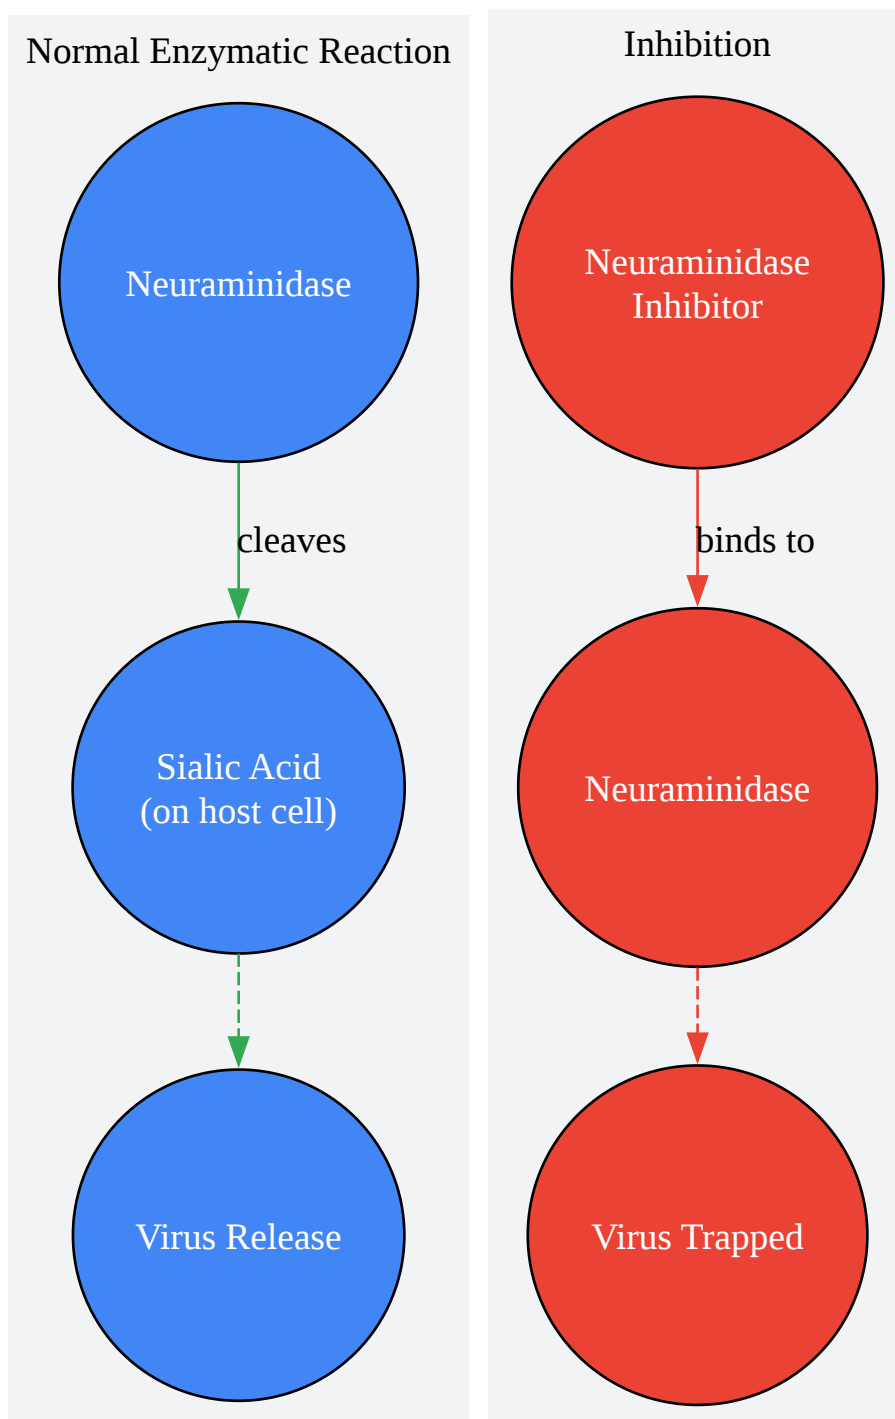 Normal Enzymatic Reaction
Neuraminidase
cleaves
Sialic Acid
(on host cell)
Virus Release
Inhibition
Neuraminidase
Inhibitor
binds to
Neuraminidase
Virus Trapped